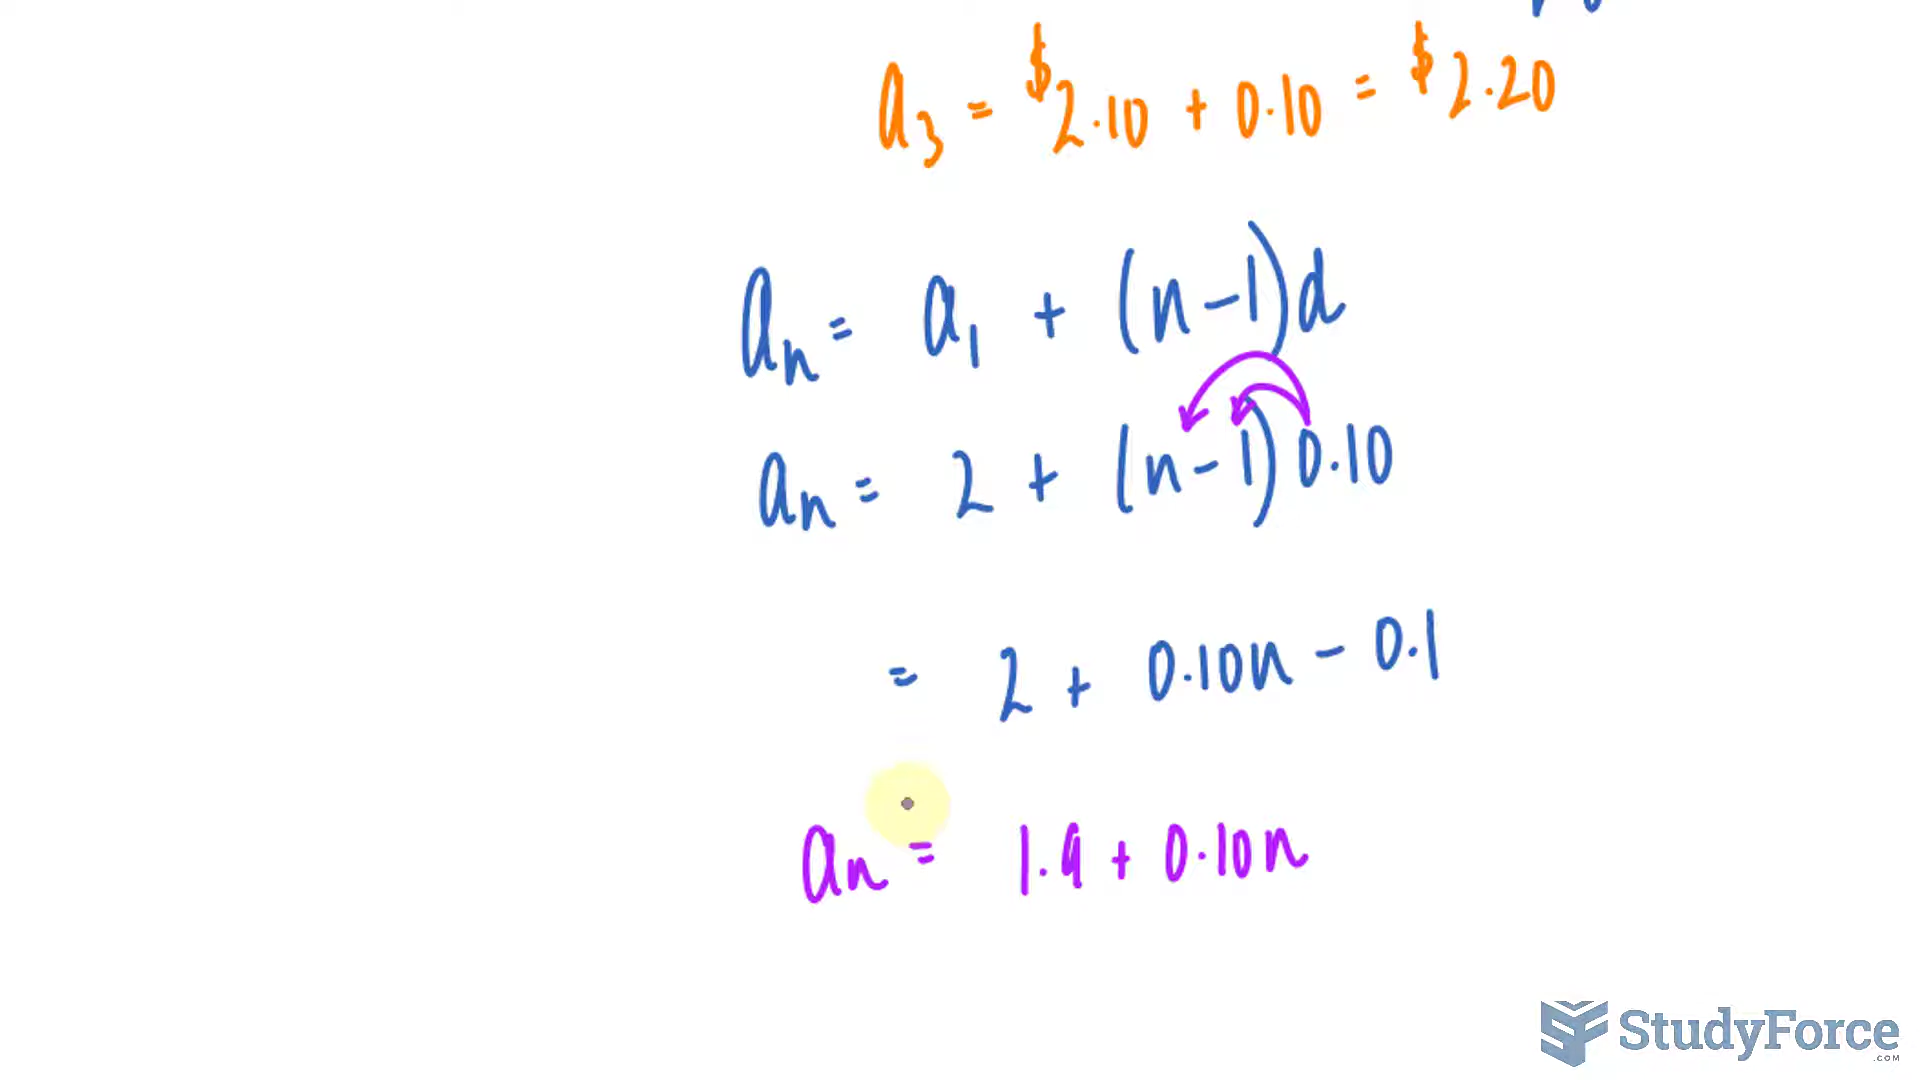 a₃ = $2.10 + 0.10 = $2.20
aₙ = a₁ + (n-1)d
aₙ = 2 + (n-1)0.10
= 2 + 0.10n - 0.1
aₙ = 1.9 + 0.10n
StudyForce
.COM